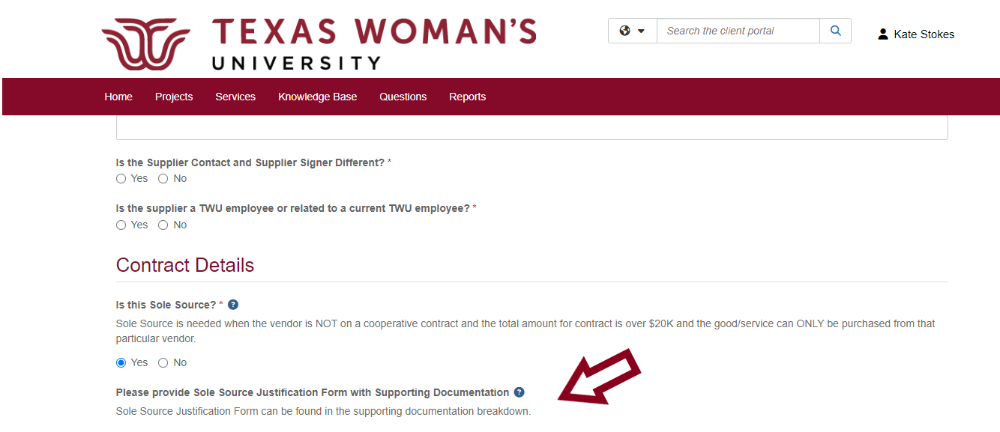 TEXAS WOMAN'S
UNIVERSITY
Search the client portal
Kate Stokes
Home Projects Services Knowledge Base Questions Reports
Is the Supplier Contact and Supplier Signer Different? *
Yes No
Is the supplier a TWU employee or related to a current TWU employee? *
Yes No
Contract Details
Is this Sole Source? * ?
Sole Source is needed when the vendor is NOT on a cooperative contract and the total amount for contract is over $20K and the good/service can ONLY be purchased from that
particular vendor.
Yes No
Please provide Sole Source Justification Form with Supporting Documentation ?
Sole Source Justification Form can be found in the supporting documentation breakdown.